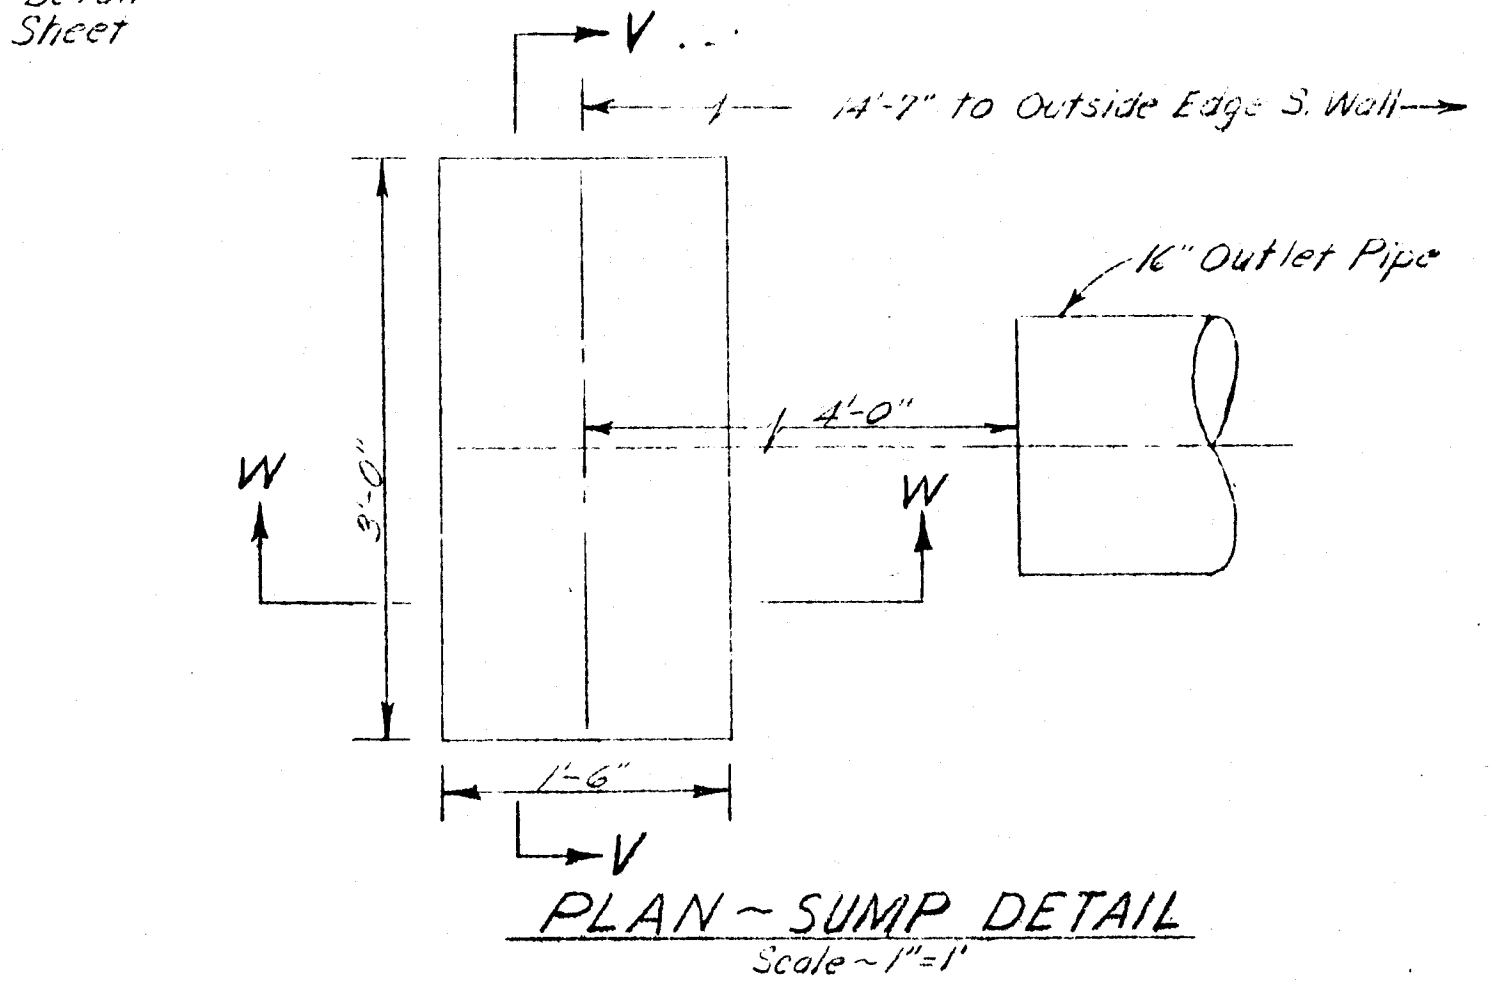 Sheet
V
14'-7" to Outside Edge S. Wall
16" Outlet Pipe
4'-0"
3'-0"
W
W
1'-6"
V
PLAN ~ SUMP DETAIL
Scale ~ 1"=1'